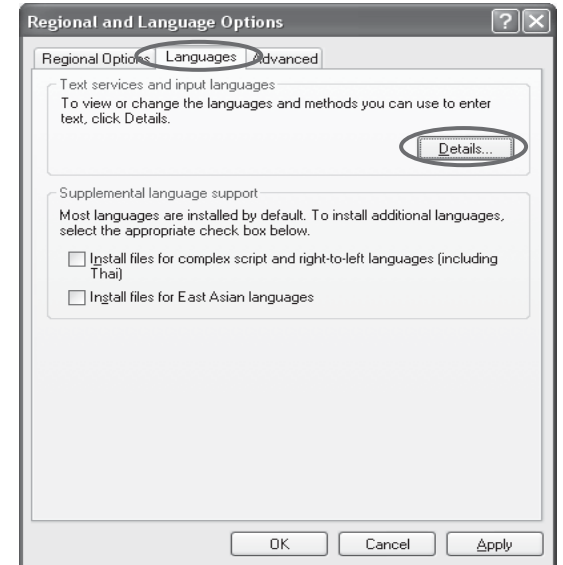 Regional and Language Options
Regional Options Languages Advanced
Text services and input languages
To view or change the languages and methods you can use to enter
text, click Details.
Details...
Supplemental language support
Most languages are installed by default. To install additional languages,
select the appropriate check box below.
Install files for complex script and right-to-left languages (including
Thai)
Install files for East Asian languages
OK Cancel Apply